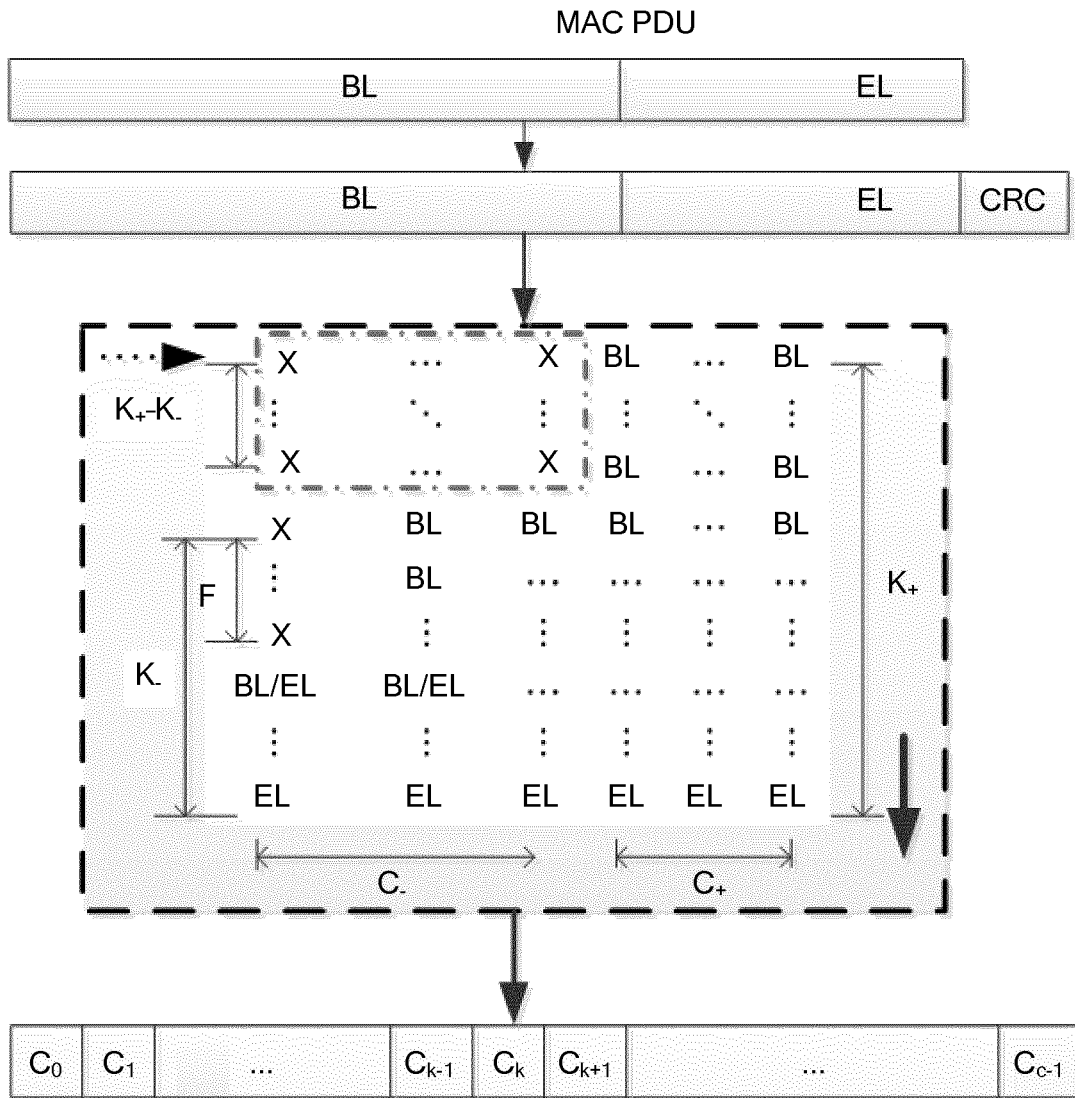 MAC PDU
BL EL
BL EL CRC
X ... X BL ... BL
K₊-K₋
X ... X BL ... BL
X BL BL BL ... BL
BL ... ... ... ...
F
K₊
X
K₋
BL/EL BL/EL ... ... ... ...
EL EL EL EL EL EL
C₋ C₊
C₀ C₁ ... Cₖ₋₁ Cₖ Cₖ₊₁ ... C_c-1